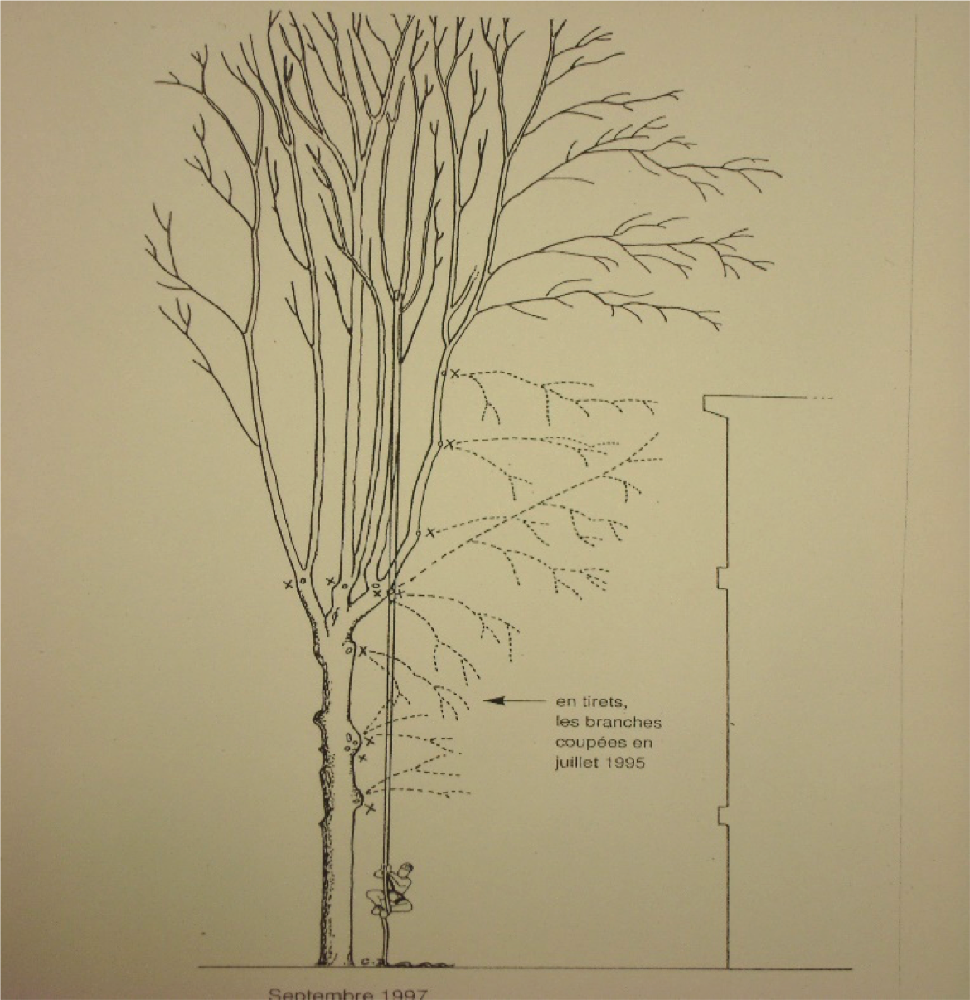 en tirets,
les branches
coupées en
juillet 1995
Septembre 1997